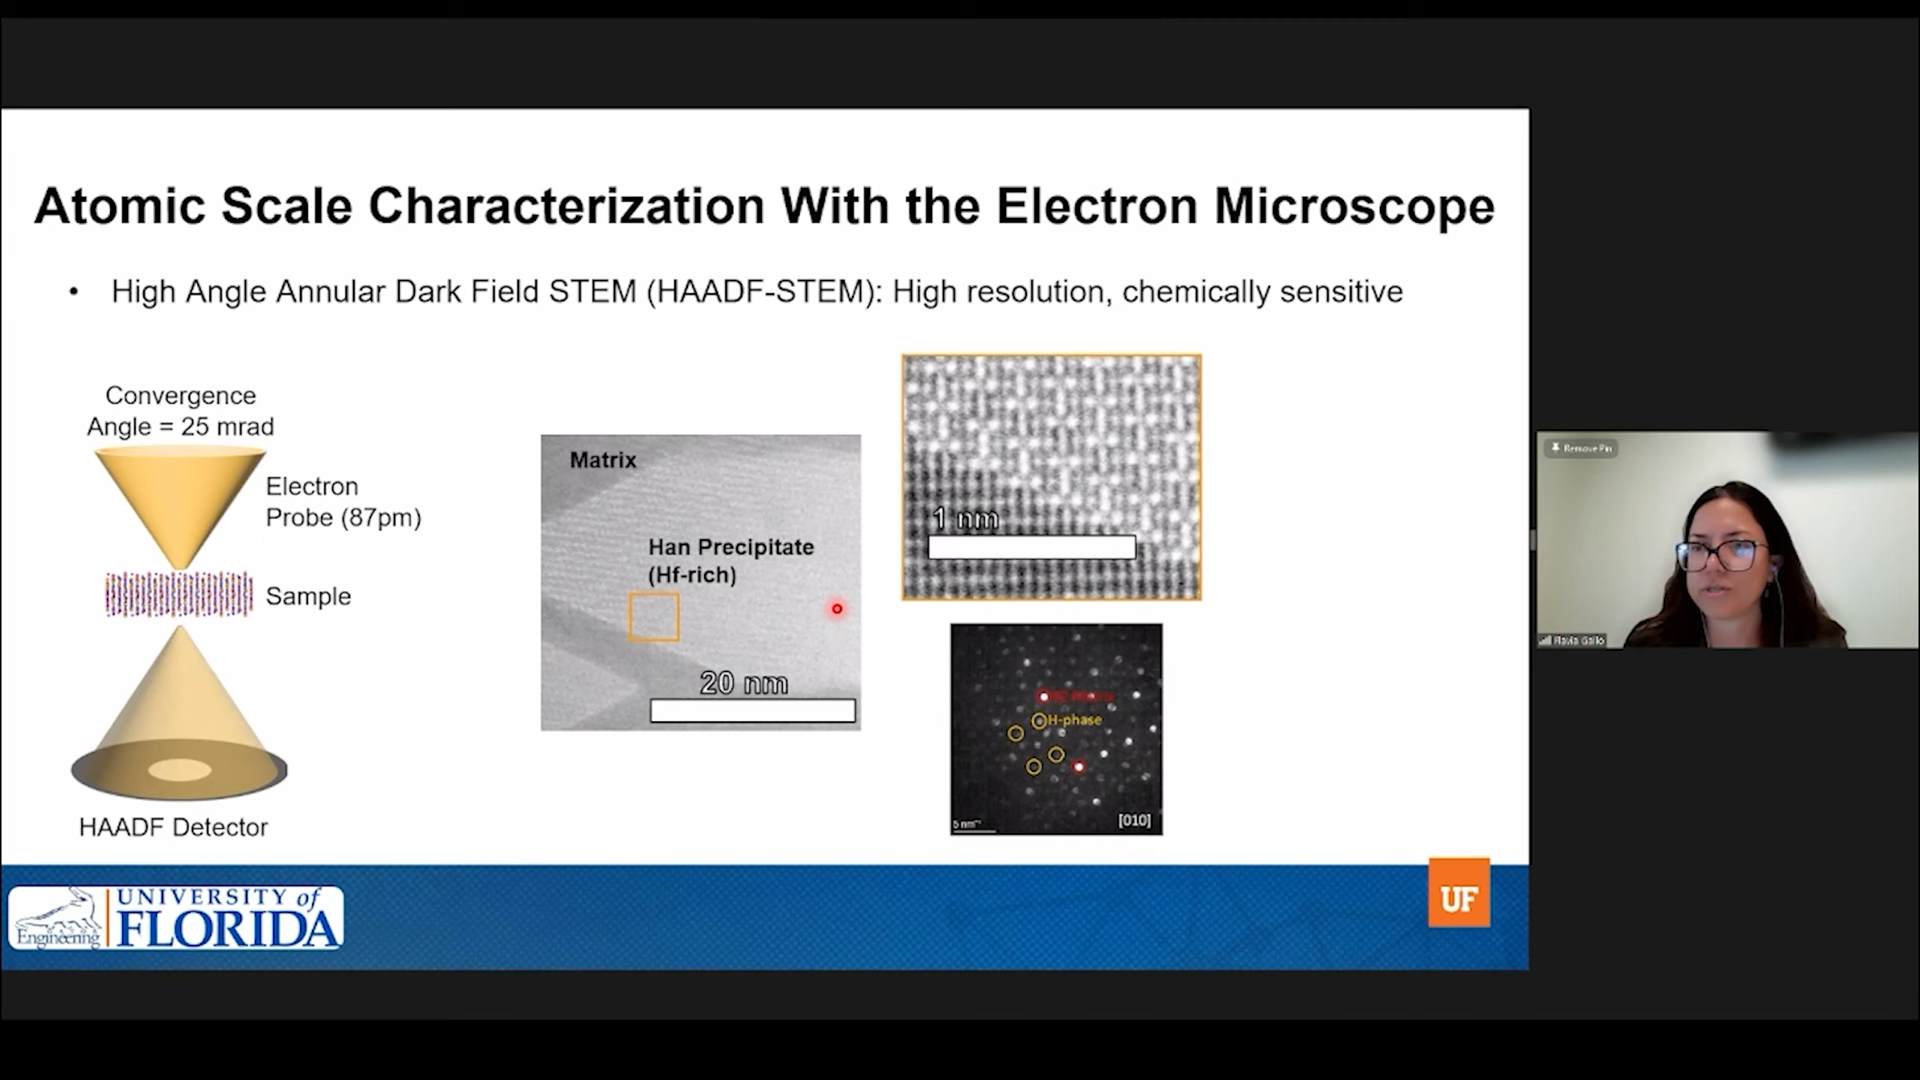 Atomic Scale Characterization With the Electron Microscope
• High Angle Annular Dark Field STEM (HAADF-STEM): High resolution, chemically sensitive
Convergence
Angle = 25 mrad
Electron
Probe (87pm)
Sample
HAADF Detector
Matrix
Han Precipitate
(Hf-rich)
20 nm
1 nm
H-phase
[010]
Remove Pin
Flavia Gallo
UNIVERSITY of
FLORIDA
Engineering
UF